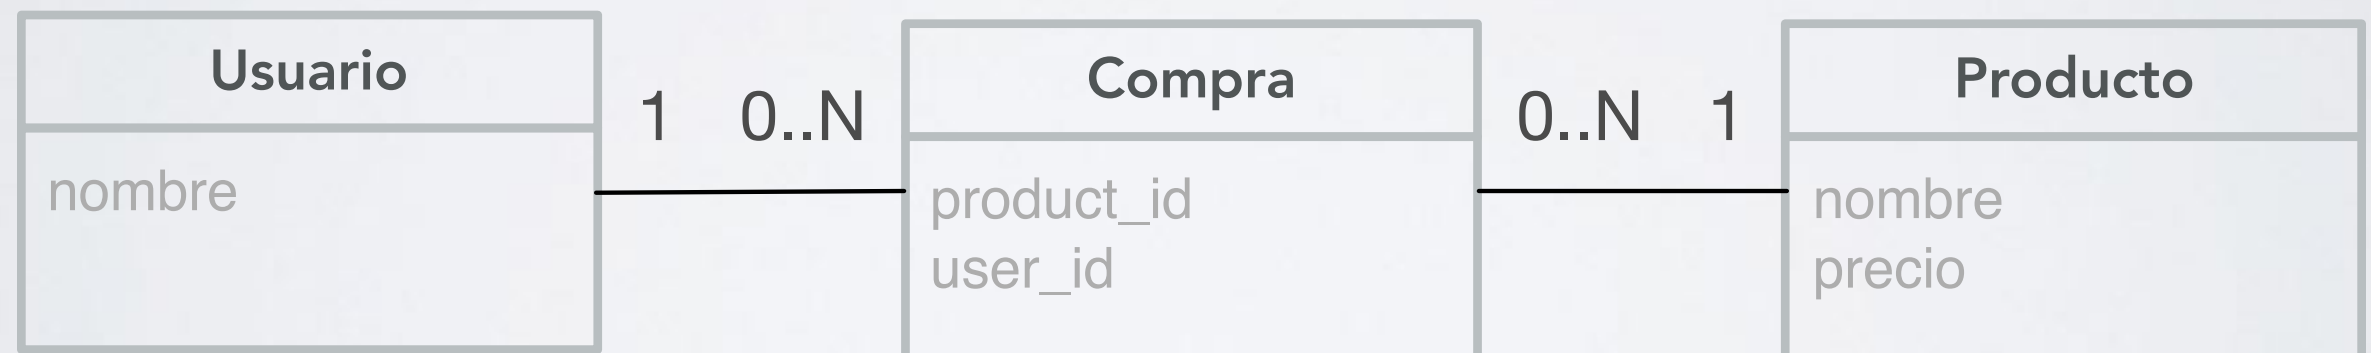 Usuario
nombre
1 0..N
Compra
product_id
user_id
0..N 1
Producto
nombre
precio